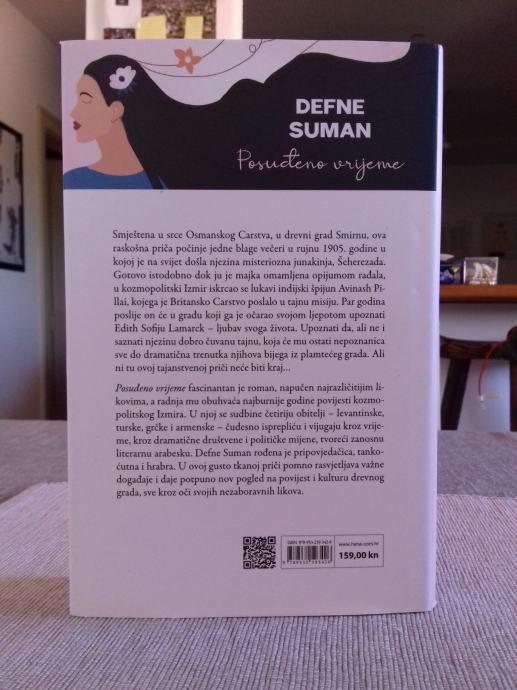 DEFNE
SUMAN
Posuđeno vrijeme
Smještena u srce Osmanskog Carstva, u drevni grad Smirnu, ova
raskošna priča počinje jedne blage večeri u rujnu 1905. godine u
kojoj je na svijet došla njezina misteriozna junakinja, Šeherezada.
Gotovo istodobno dok ju je majka omamljena opijumom rađala,
u kozmopolitski Izmir iskrcao se lukavi indijski špijun Avinash Pi-
llai, kojega je Britansko Carstvo poslalo u tajnu misiju. Par godina
poslije on će u gradu koji ga je očarao svojom ljepotom upoznati
Edith Sofiju Lamarck – ljubav svoga života. Upoznati da, ali ne i
saznati njezinu dobro čuvanu tajnu, koja će mu ostati nepoznanica
sve do dramatična trenutka njihova bijega iz plamtećeg grada. Ali
ni tu ovoj tajanstvenoj priči neće biti kraj...
Posuđeno vrijeme fascinantan je roman, napučen najrazličitijim li-
kovima, a radnja mu obuhvaća najburnije godine povijesti kozmo-
politskog Izmira. U njoj se sudbine četiriju obitelji – levantinske,
turske, grčke i armenske – čudesno isprepliću i vijugaju kroz vrije-
me, kroz dramatične društvene i političke mijene, tvoreći zanosnu
literarnu arabesku. Defne Suman rođena je pripovjedačica, tanko-
ćutna i hrabra. U ovoj gusto tkanoj priči pomno rasvjetljava važne
događaje i daje potpuno nov pogled na povijest i kulturu drevnog
grada, sve kroz oči svojih nezaboravnih likova.
www.hena-com.hr
159,00 kn